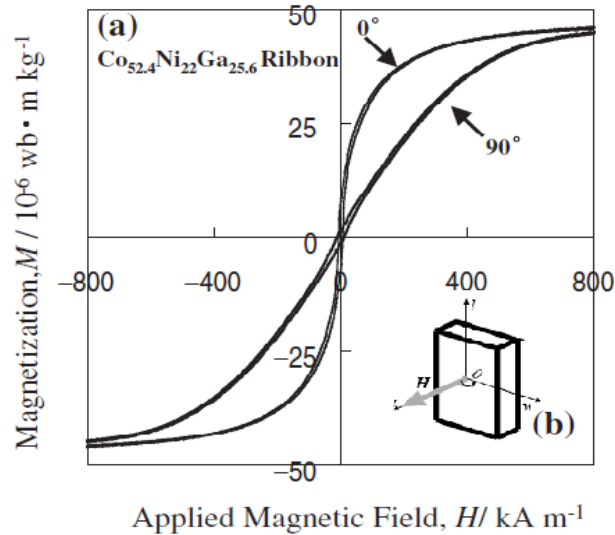 50
(a)
0°
Co52.4Ni22Ga25.6 Ribbon
25
90°
Magnetization,M / 10-6 wb• m kg-1
0
−800
−400
0
400
800
−25
H
O
(b)
−50
Applied Magnetic Field, H/ kA m-1